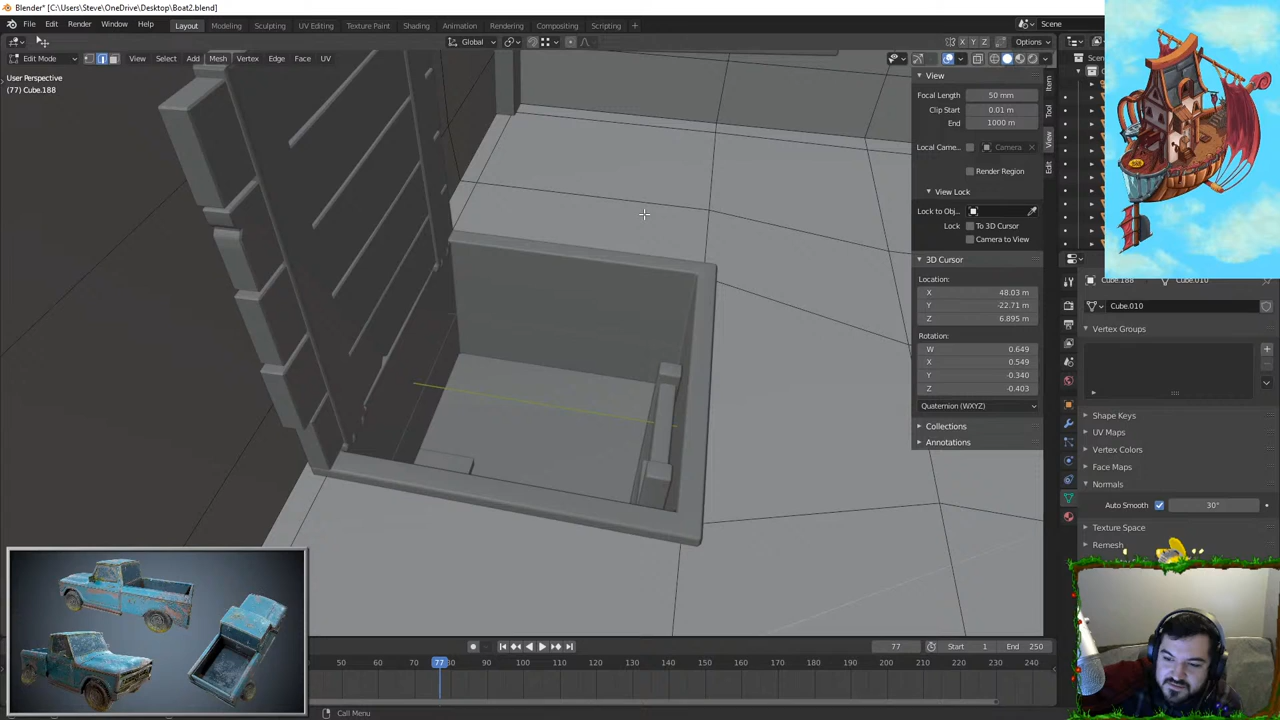 Blender* [C:\Users\Steve\OneDrive\Desktop\Boat2.blend]
File Edit Render Window Help Layout Modeling Sculpting UV Editing Texture Paint Shading Animation Rendering Compositing Scripting + Scene
Global X Y Z Options
Edit Mode View Select Add Mesh Vertex Edge Face UV
User Perspective
(77) Cube.188
View
Focal Length 50 mm
Clip Start 0.01 m
End 1000 m
Local Came... Camera
Render Region
View Lock
Lock to Obj...
Lock To 3D Cursor
Camera to View
3D Cursor
Location:
X 48.03 m
Y -22.71 m
Z 6.895 m
Rotation:
W 0.649
X 0.549
Y -0.340
Z -0.403
Quaternion (WXYZ)
Collections
Annotations
Item
Tool
View
Edit
Cube.188 Cube.010
Cube.010
Vertex Groups
Shape Keys
UV Maps
Vertex Colors
Face Maps
Normals
Auto Smooth 30°
Texture Space
Remesh
77 Start 1 End 250
50 60 70 77 80 90 100 110 120 130 140 150 160 170 180 190 200 210 220 230 240
Call Menu